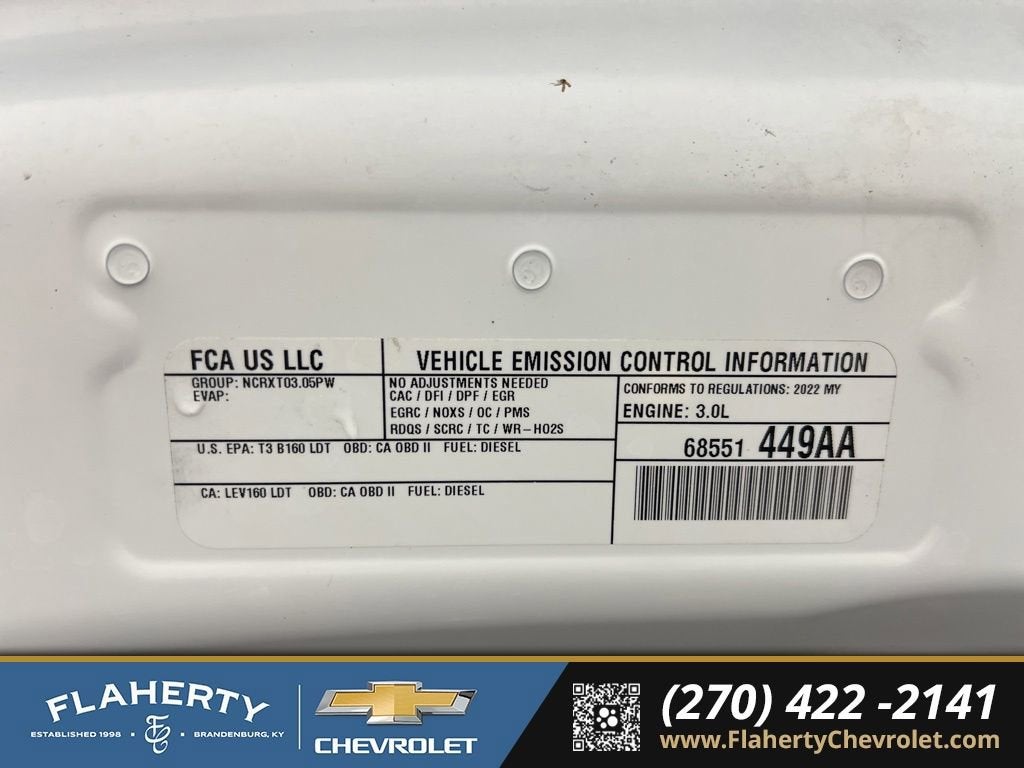 FCA US LLC
VEHICLE EMISSION CONTROL INFORMATION
GROUP: NCRXT03.05PW
EVAP:
NO ADJUSTMENTS NEEDED
CAC / DFI / DPF / EGR
EGRC / NOXS / OC / PMS
RDQS / SCRC / TC / WR-HO2S
CONFORMS TO REGULATIONS: 2022 MY
ENGINE: 3.0L
U.S. EPA: T3 B160 LDT OBD: CA OBD II FUEL: DIESEL
68551 449AA
CA: LEV160 LDT OBD: CA OBD II FUEL: DIESEL
FLAHERTY
ESTABLISHED 1998 • BRANDENBURG, KY
CHEVROLET
(270) 422 -2141
www.FlahertyChevrolet.com